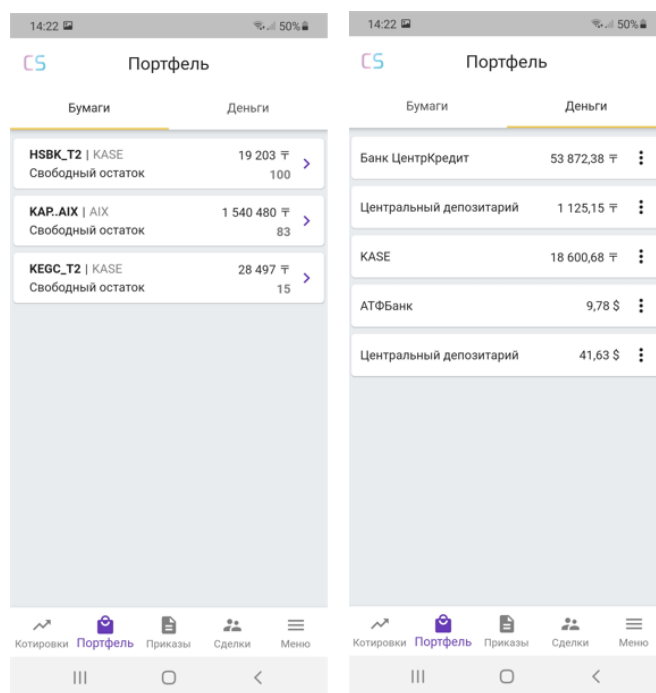 14:22 50%
CS Портфель
Бумаги Деньги
HSBK_T2 | KASE 19 203 ₸
Свободный остаток 100
KAP..AIX | AIX 1 540 480 ₸
Свободный остаток 83
KEGC_T2 | KASE 28 497 ₸
Свободный остаток 15
Котировки Портфель Приказы Сделки Меню
14:22 50%
CS Портфель
Бумаги Деньги
Банк ЦентрКредит 53 872,38 ₸
Центральный депозитарий 1 125,15 ₸
KASE 18 600,68 ₸
АТФБанк 9,78 $
Центральный депозитарий 41,63 $
Котировки Портфель Приказы Сделки Меню